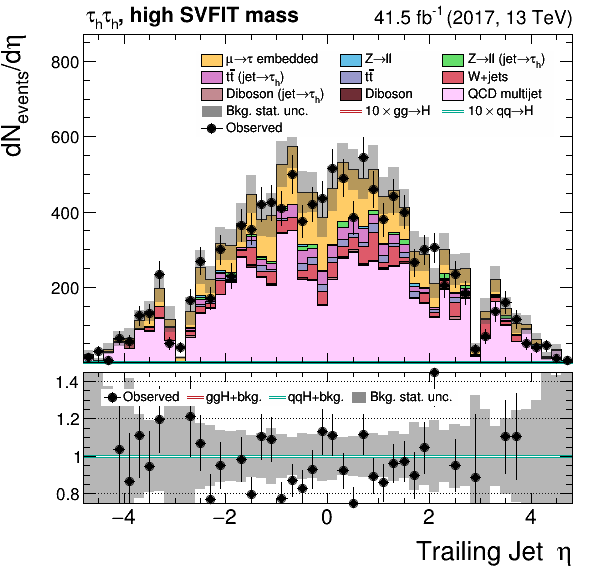 τhτh, high SVFIT mass 41.5 fb-1 (2017, 13 TeV)
dNevents/dη
800
600
400
200
μ→τ embedded Z→ll Z→ll (jet→τh)
tt̄ (jet→τh) tt̄ W+jets
Diboson (jet→τh) Diboson QCD multijet
Bkg. stat. unc. 10 × gg→H 10 × qq→H
Observed
1.4
1.2
1
0.8
Observed ggH+bkg. qqH+bkg. Bkg. stat. unc.
−4 −2 0 2 4
Trailing Jet η